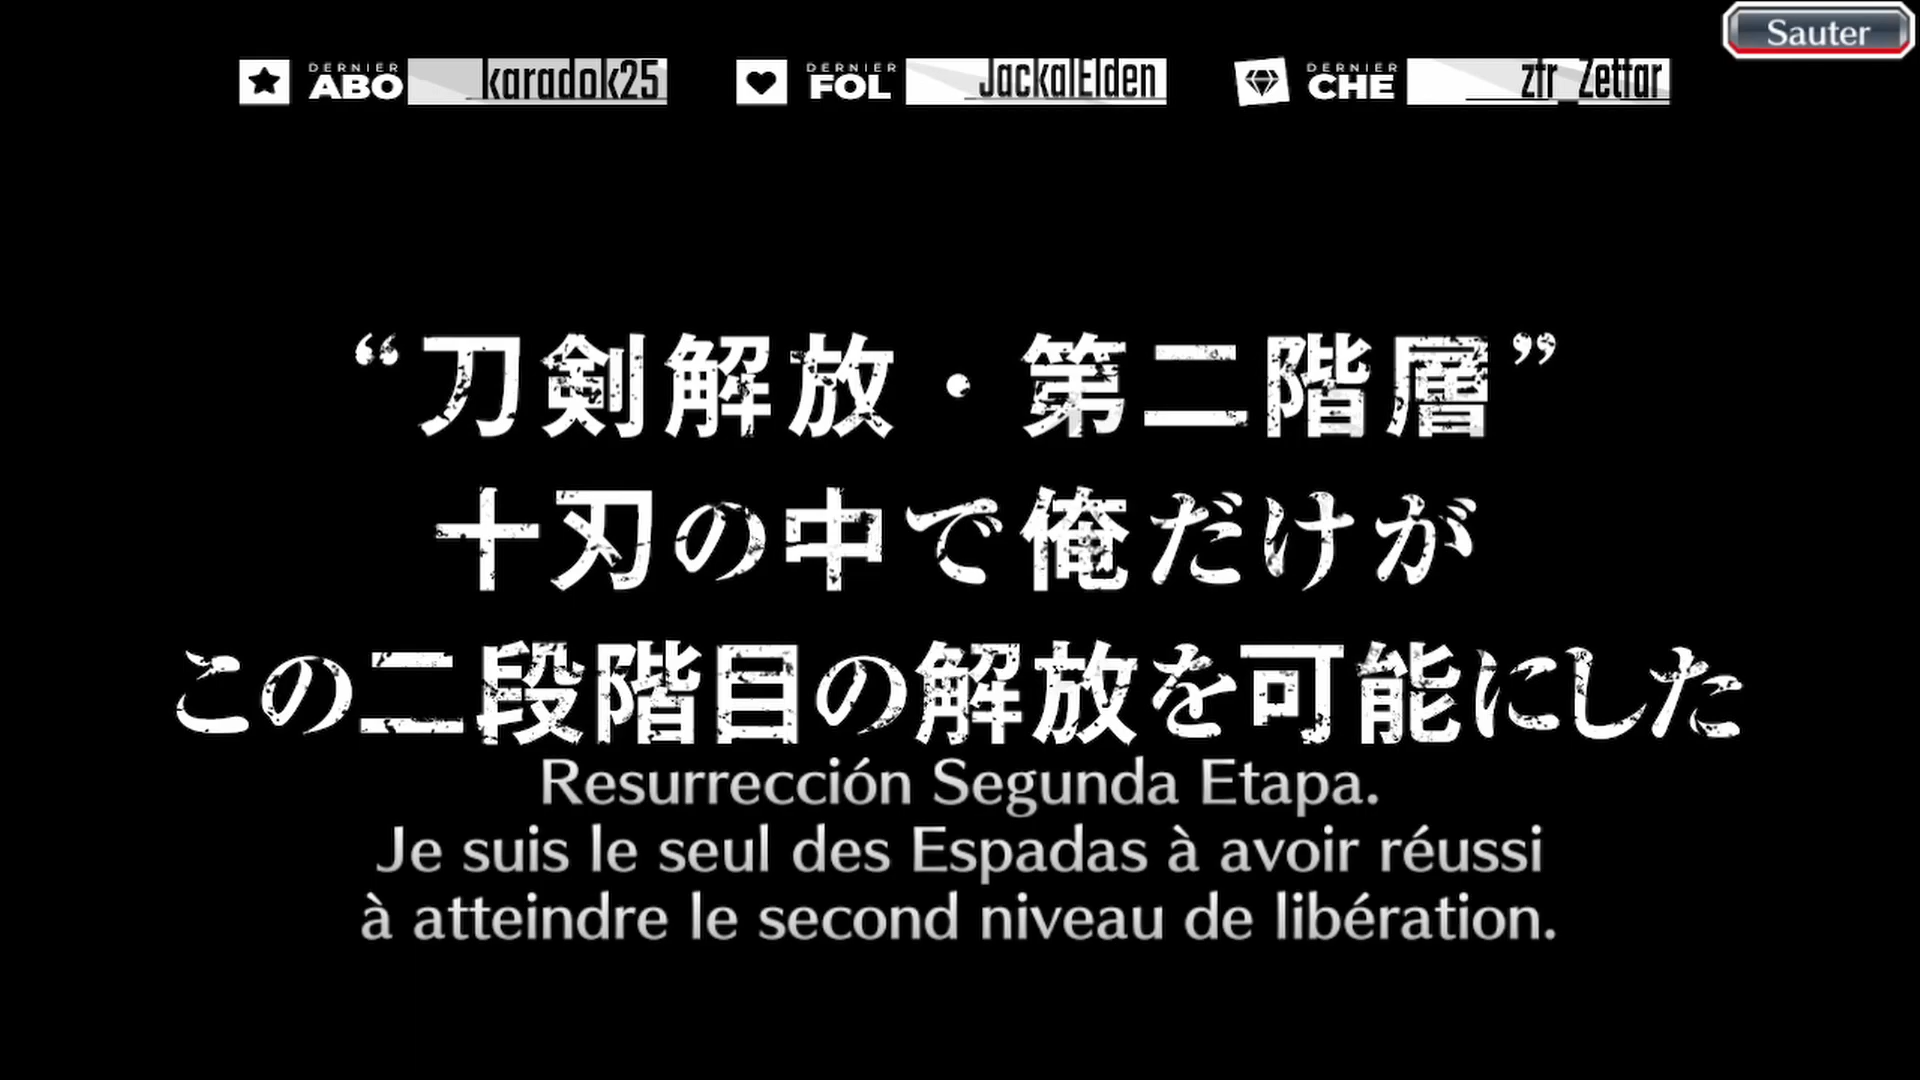 Sauter
DERNIER ABO karadok25
DERNIER FOL JackalElden
DERNIER CHE ztr_Zettar
“刀剣解放・第二階層”
十刃の中で俺だけが
この二段階目の解放を可能にした
Resurrección Segunda Etapa.
Je suis le seul des Espadas à avoir réussi
à atteindre le second niveau de libération.